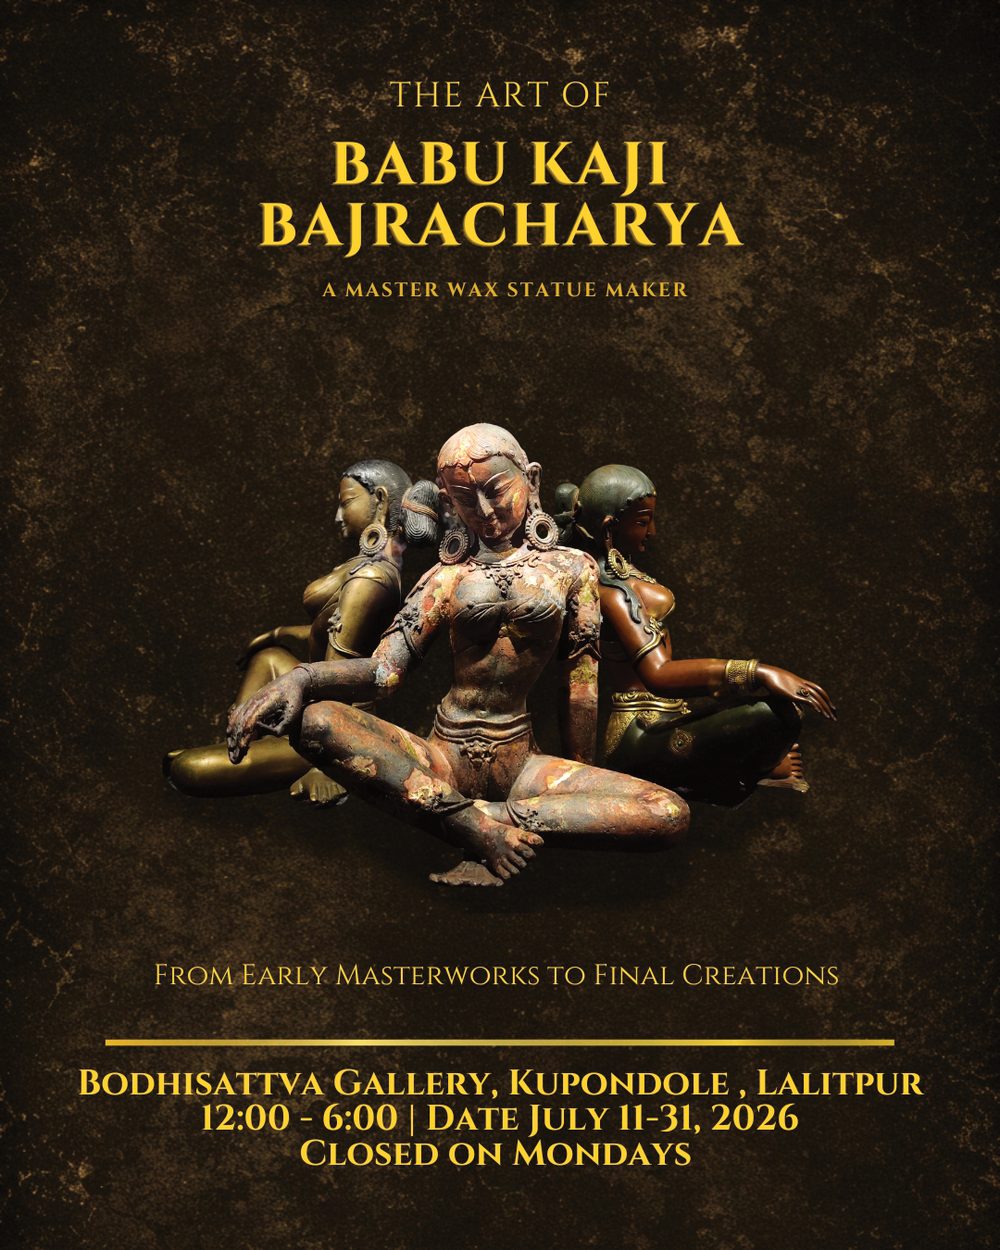 THE ART OF
BABU KAJI
BAJRACHARYA
A MASTER WAX STATUE MAKER
From Early Masterworks to Final Creations
Bodhisattva Gallery, Kupondole , Lalitpur
12:00 - 6:00 | Date July 11-31, 2026
Closed on Mondays